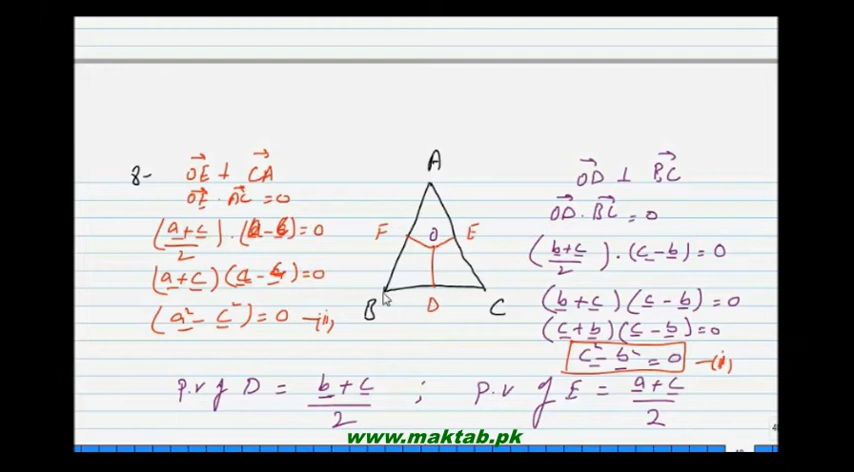 8- OE ⊥ CA
OE . AC = 0
(a+c)/2 . (a-c) = 0
(a+c)(a-c) = 0
(a² - c²) = 0 —(ii)
A
F O E
B D C
OD ⊥ BC
OD . BC = 0
(b+c)/2 . (c-b) = 0
(b+c)(c-b) = 0
(c+b)(c-b) = 0
c² - b² = 0 —(i)
p.v of D = b+c/2 ; p.v of E = a+c/2
www.maktab.pk